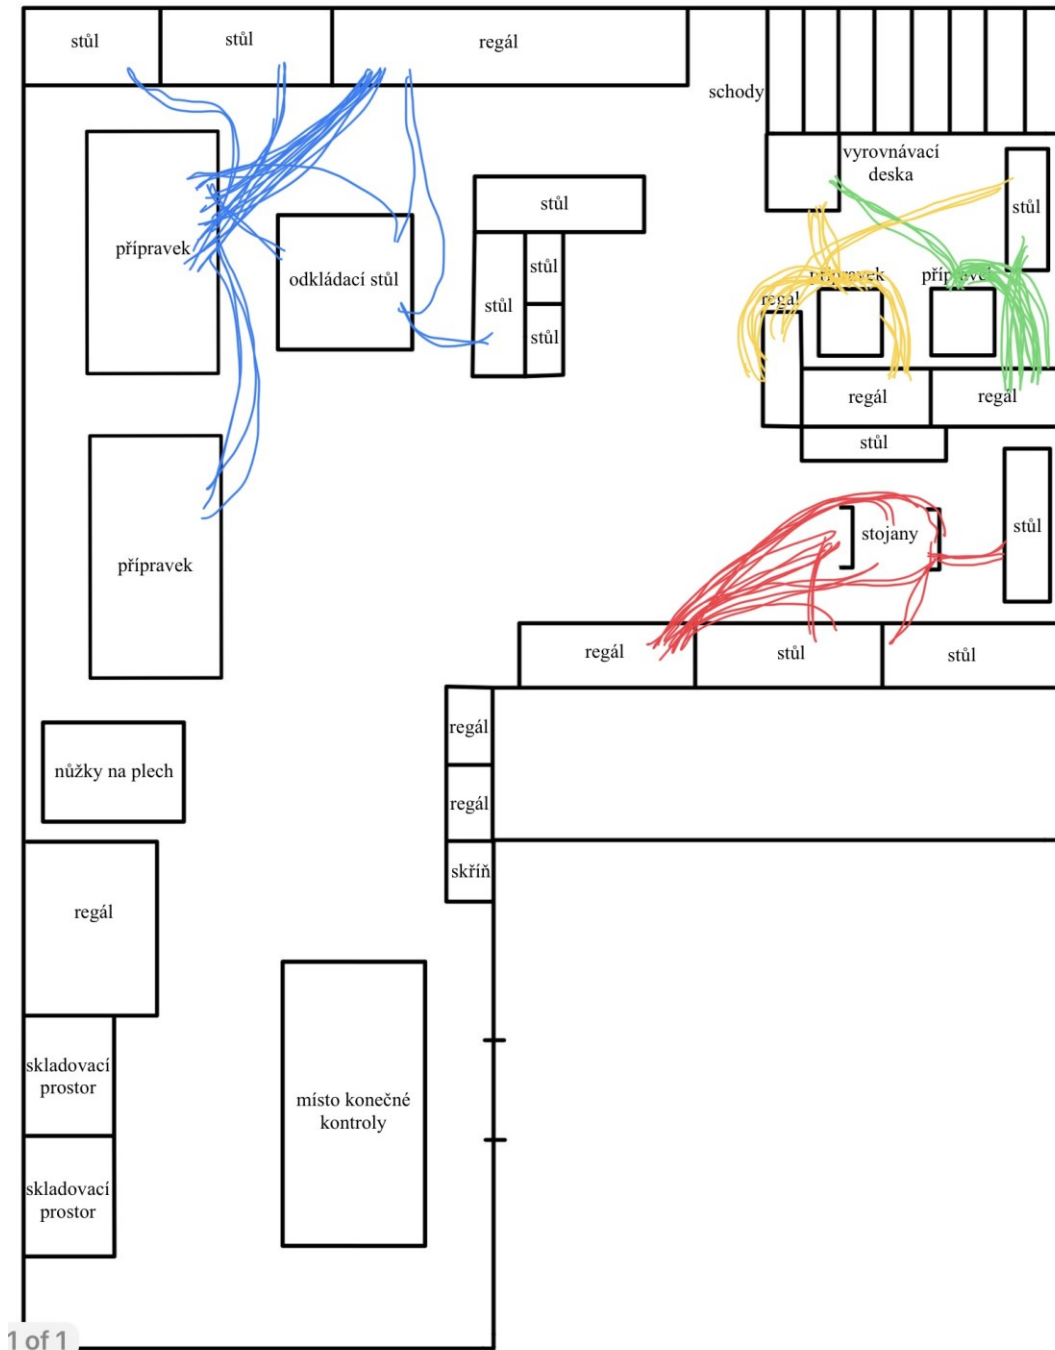 stůl
stůl
regál
schody
vyrovnávací
deska
stůl
stůl
přípravek
odkládací stůl
stůl
stůl
stůl
přípravek
přípravek
regál
regál
regál
stůl
stojany
stůl
přípravek
regál
stůl
stůl
regál
nůžky na plech
regál
skříň
regál
skladovací
prostor
místo konečné
kontroly
skladovací
prostor
1 of 1